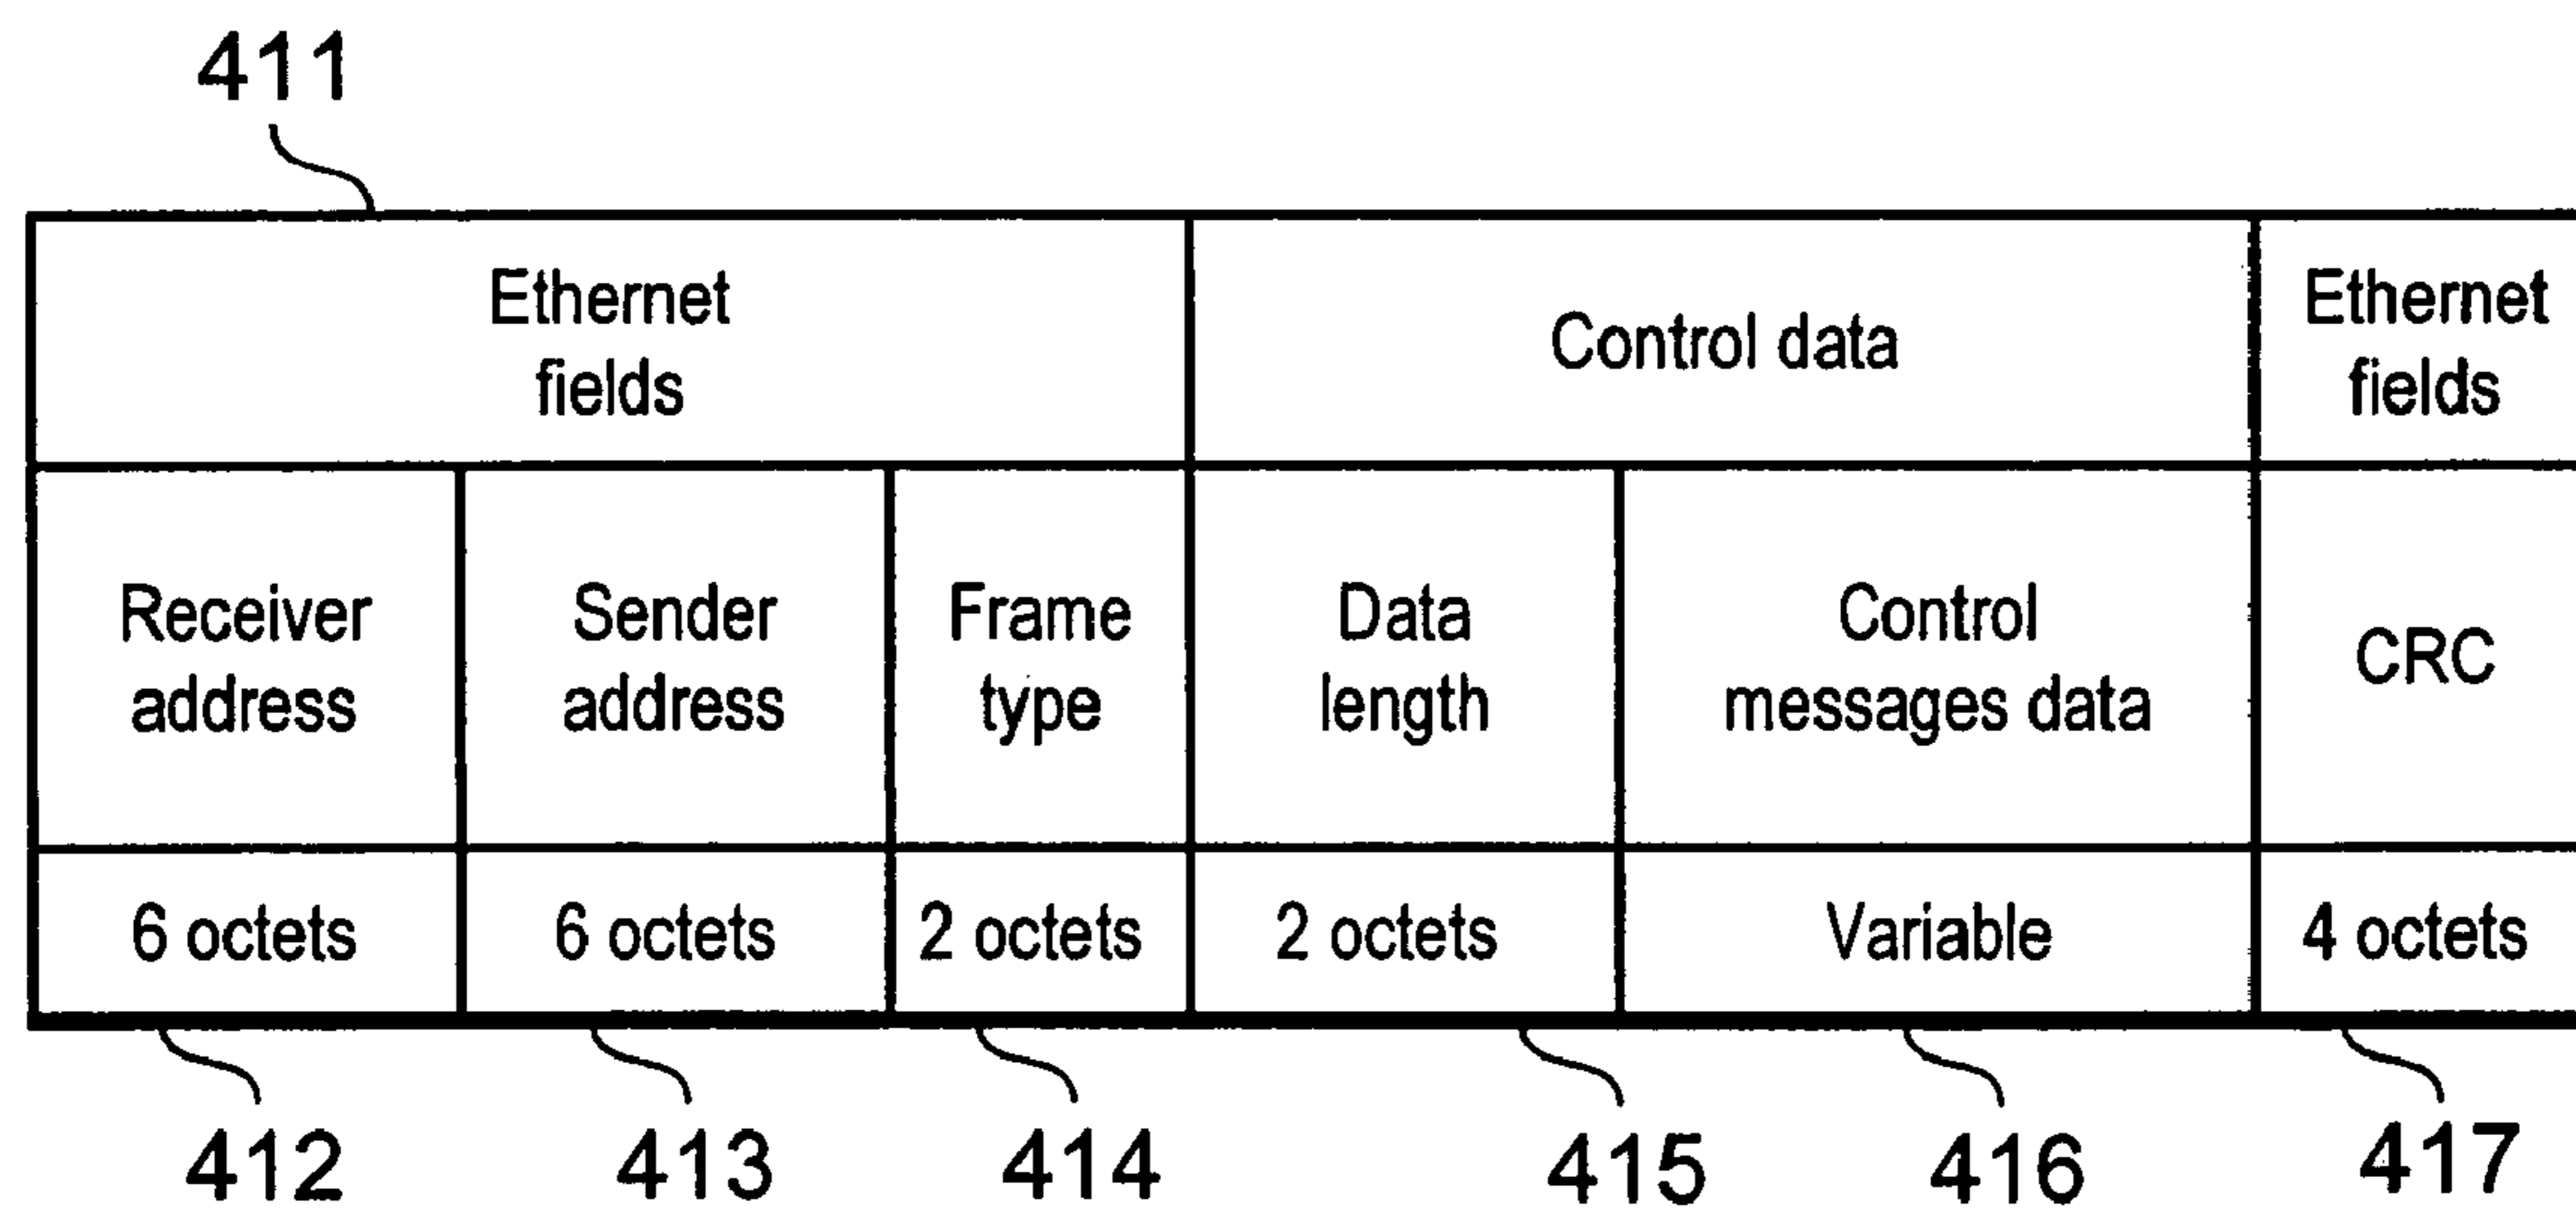 411
Ethernet
fields
Control data
Ethernet
fields
Receiver
address
Sender
address
Frame
type
Data
length
Control
messages data
CRC
6 octets
6 octets
2 octets
2 octets
Variable
4 octets
412
413
414
415
416
417